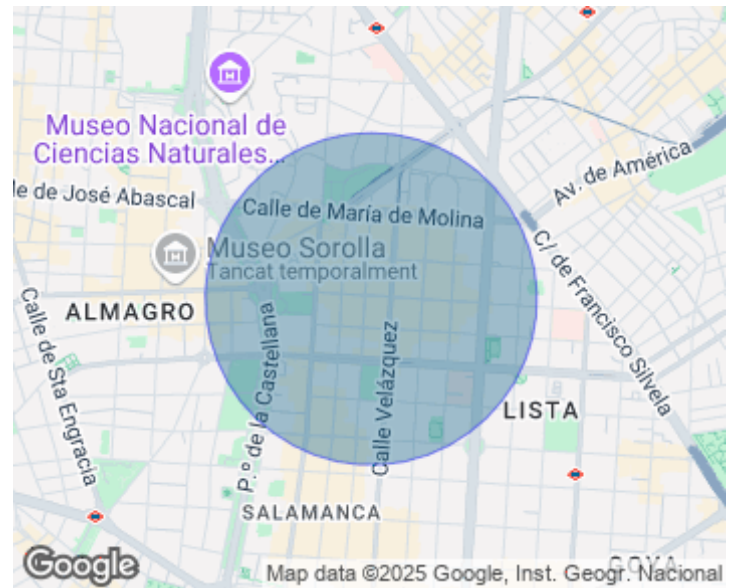 Museo Nacional de
Ciencias Naturales...
Av. de América
le de José Abascal
Calle de María de Molina
Museo Sorolla
Tancat temporalment
C/ de Francisco Silvela
ALMAGRO
Calle de Sta Engracia
P.º de la Castellana
Calle Velázquez
LISTA
SALAMANCA
GOYA
Google
Map data ©2025 Google, Inst. Geogr. Nacional